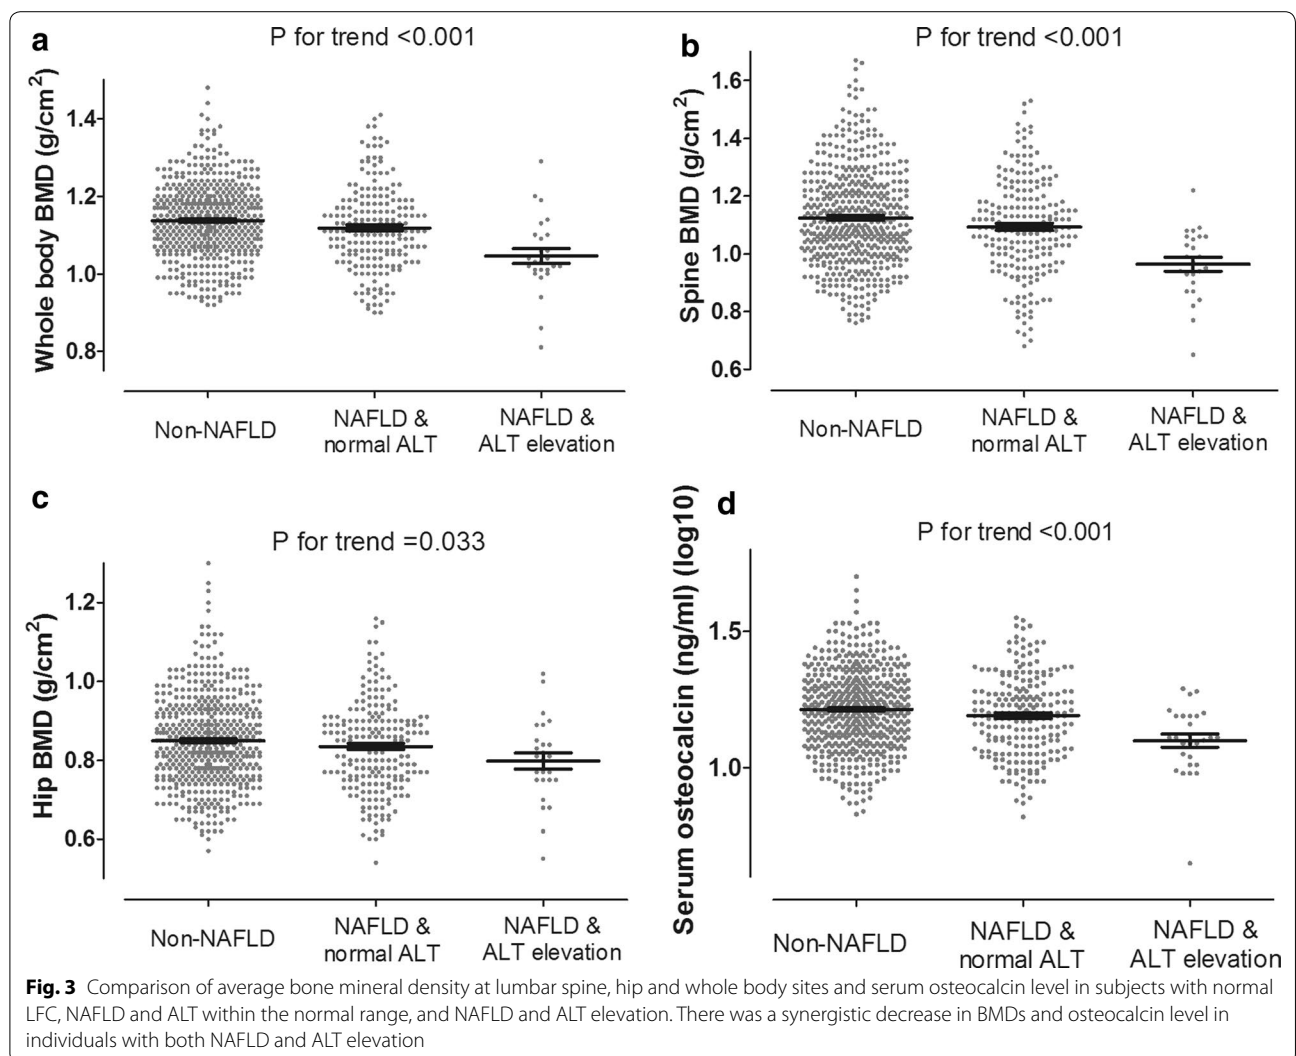 a
P for trend <0.001
Whole body BMD (g/cm²)
1.4
1.2
1.0
0.8
Non-NAFLD
NAFLD &
normal ALT
NAFLD &
ALT elevation
b
P for trend <0.001
Spine BMD (g/cm²)
1.6
1.4
1.2
1.0
0.8
0.6
Non-NAFLD
NAFLD &
normal ALT
NAFLD &
ALT elevation
c
P for trend =0.033
Hip BMD (g/cm²)
1.2
1.0
0.8
0.6
Non-NAFLD
NAFLD &
normal ALT
NAFLD &
ALT elevation
d
P for trend <0.001
Serum osteocalcin (ng/ml) (log10)
1.5
1.0
Non-NAFLD
NAFLD &
normal ALT
NAFLD &
ALT elevation
Fig. 3 Comparison of average bone mineral density at lumbar spine, hip and whole body sites and serum osteocalcin level in subjects with normal
LFC, NAFLD and ALT within the normal range, and NAFLD and ALT elevation. There was a synergistic decrease in BMDs and osteocalcin level in
individuals with both NAFLD and ALT elevation